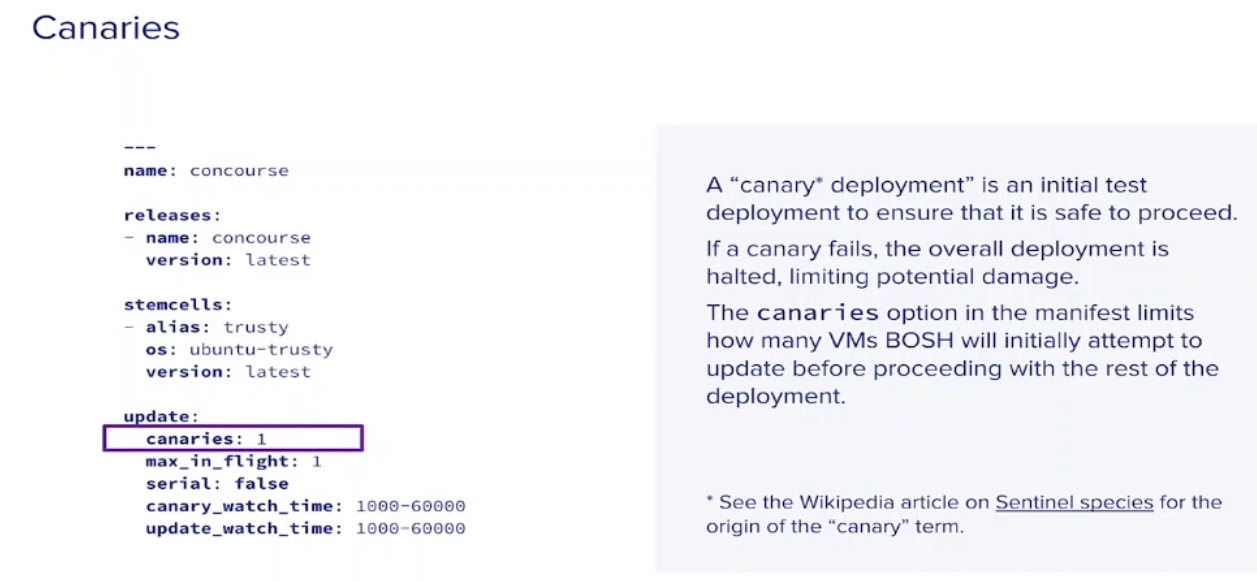 Canaries
---
name: concourse
releases:
- name: concourse
version: latest
stemcells:
- alias: trusty
os: ubuntu-trusty
version: latest
update:
canaries: 1
max_in_flight: 1
serial: false
canary_watch_time: 1000-60000
update_watch_time: 1000-60000
A “canary* deployment” is an initial test
deployment to ensure that it is safe to proceed.
If a canary fails, the overall deployment is
halted, limiting potential damage.
The canaries option in the manifest limits
how many VMs BOSH will initially attempt to
update before proceeding with the rest of the
deployment.
* See the Wikipedia article on Sentinel species for the
origin of the “canary” term.